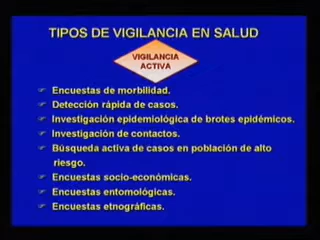 TIPOS DE VIGILANCIA EN SALUD
VIGILANCIA
ACTIVA
Encuestas de morbilidad.
Detección rápida de casos.
Investigación epidemiológica de brotes epidémicos.
Investigación de contactos.
Búsqueda activa de casos en población de alto
riesgo.
Encuestas socio-económicas.
Encuestas entomológicas.
Encuestas etnográficas.